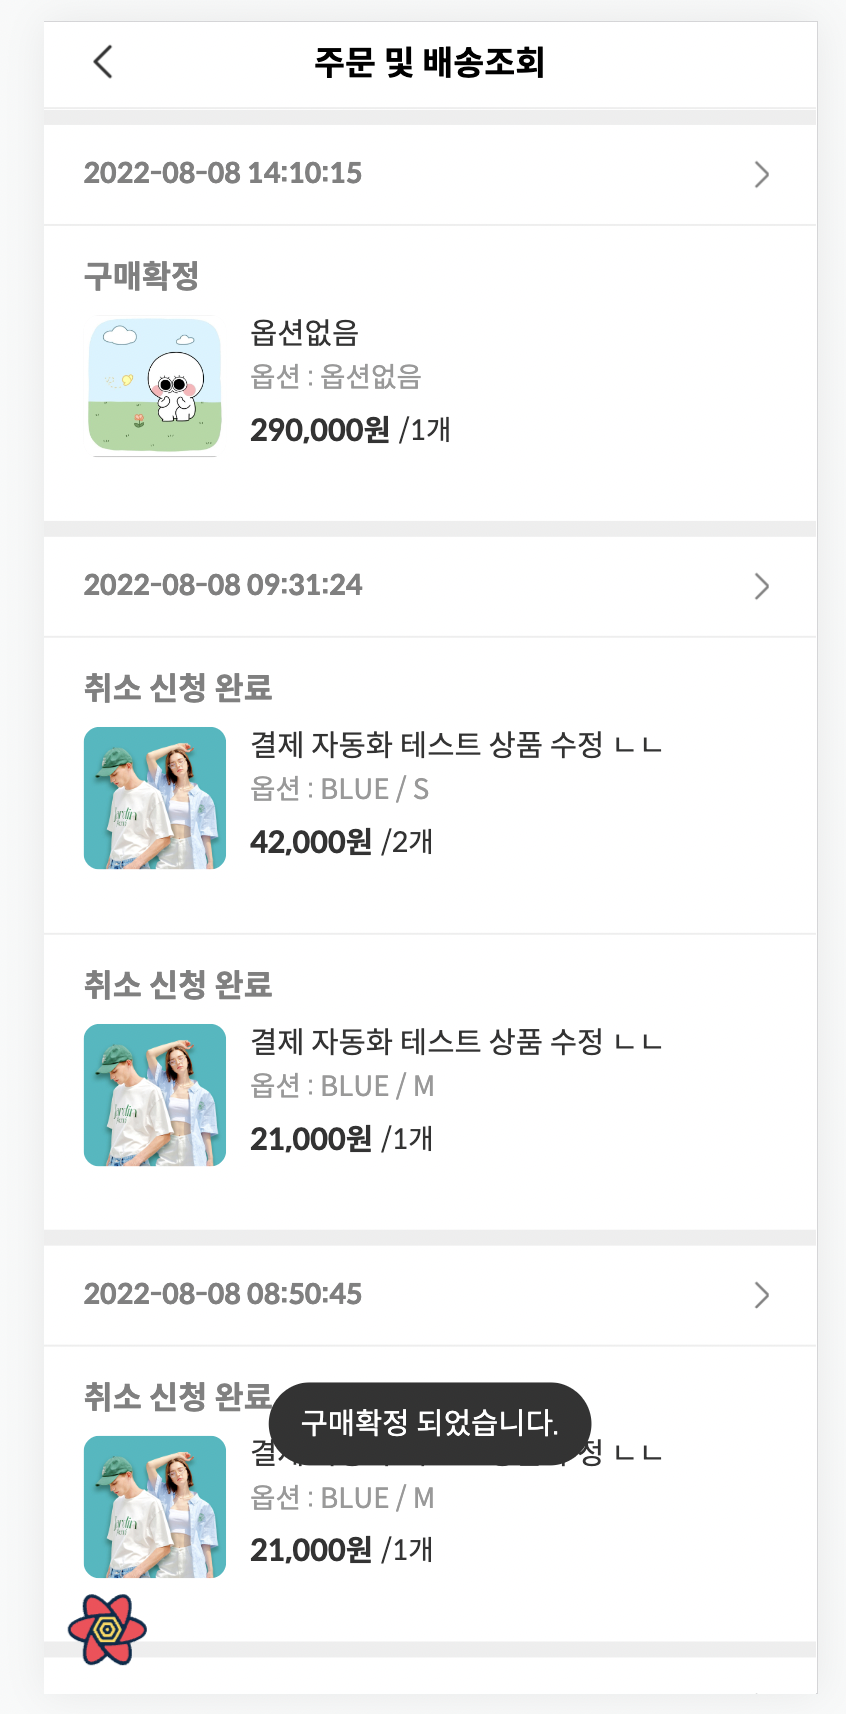 주문 및 배송조회
2022-08-08 14:10:15
구매확정
옵션없음
옵션 : 옵션없음
290,000원 /1개
2022-08-08 09:31:24
취소 신청 완료
결제 자동화 테스트 상품 수정 ㄴㄴ
옵션 : BLUE / S
42,000원 /2개
취소 신청 완료
결제 자동화 테스트 상품 수정 ㄴㄴ
옵션 : BLUE / M
21,000원 /1개
2022-08-08 08:50:45
취소 신청 완료
구매확정 되었습니다.
ㄴㄴ
옵션 : BLUE / M
21,000원 /1개